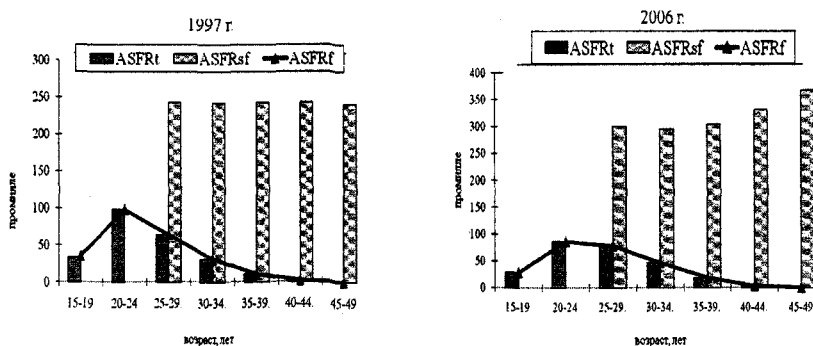 1997 г.
ASFRt ASFRsf ASFRf
300
250
200
150
100
50
0
промилле
15-19 20-24 25-29. 30-34. 35-39. 40-44. 45-49
возраст, лет
2006 г.
ASFRt ASFRsf ASFRf
400
350
300
250
200
150
100
50
0
промилле
15-19 20-24 25-29. 30-34. 35-39. 40-44. 45-49
возраст, лет